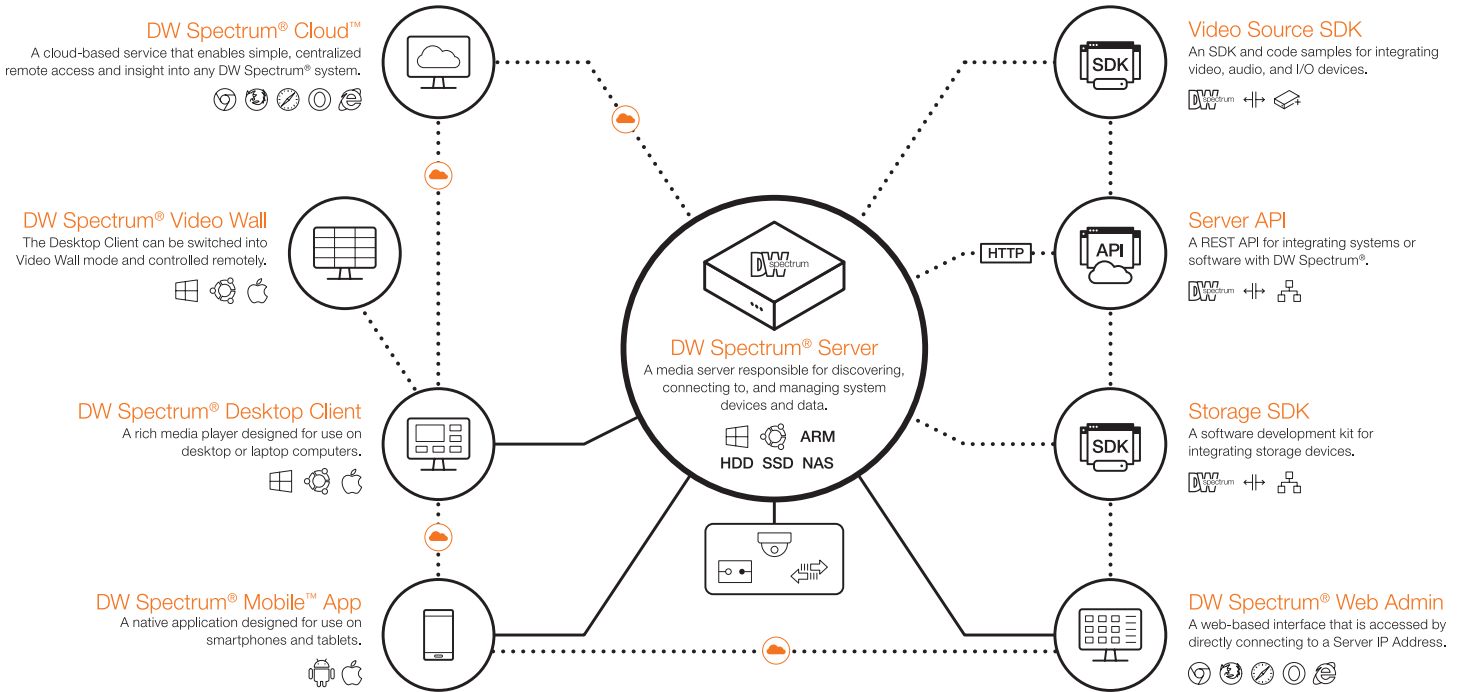 DW Spectrum® Cloud™
A cloud-based service that enables simple, centralized
remote access and insight into any DW Spectrum® system.
DW Spectrum® Video Wall
The Desktop Client can be switched into
Video Wall mode and controlled remotely.
DW Spectrum® Desktop Client
A rich media player designed for use on
desktop or laptop computers.
DW Spectrum® Mobile™ App
A native application designed for use on
smartphones and tablets.
DW spectrum
DW Spectrum® Server
A media server responsible for discovering,
connecting to, and managing system
devices and data.
ARM
HDD SSD NAS
HTTP
SDK
Video Source SDK
An SDK and code samples for integrating
video, audio, and I/O devices.
DW spectrum
API
Server API
A REST API for integrating systems or
software with DW Spectrum®.
DW spectrum
SDK
Storage SDK
A software development kit for
integrating storage devices.
DW spectrum
DW Spectrum® Web Admin
A web-based interface that is accessed by
directly connecting to a Server IP Address.